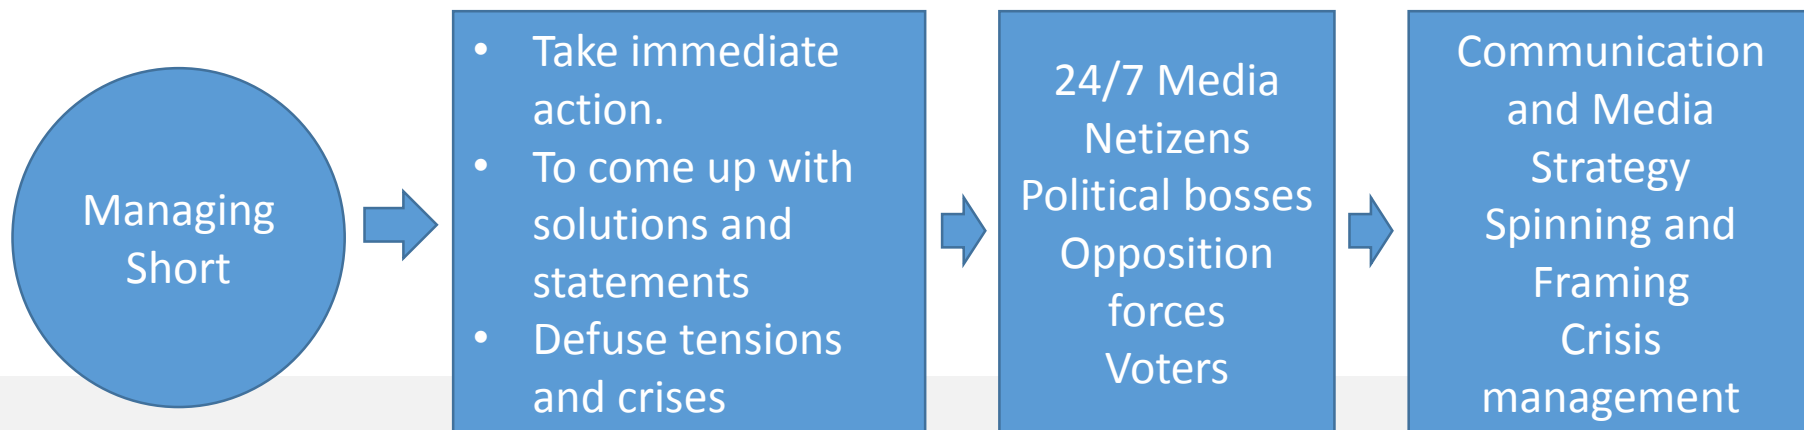 Managing
Short
• Take immediate
action.
• To come up with
solutions and
statements
• Defuse tensions
and crises
24/7 Media
Netizens
Political bosses
Opposition
forces
Voters
Communication
and Media
Strategy
Spinning and
Framing
Crisis
management